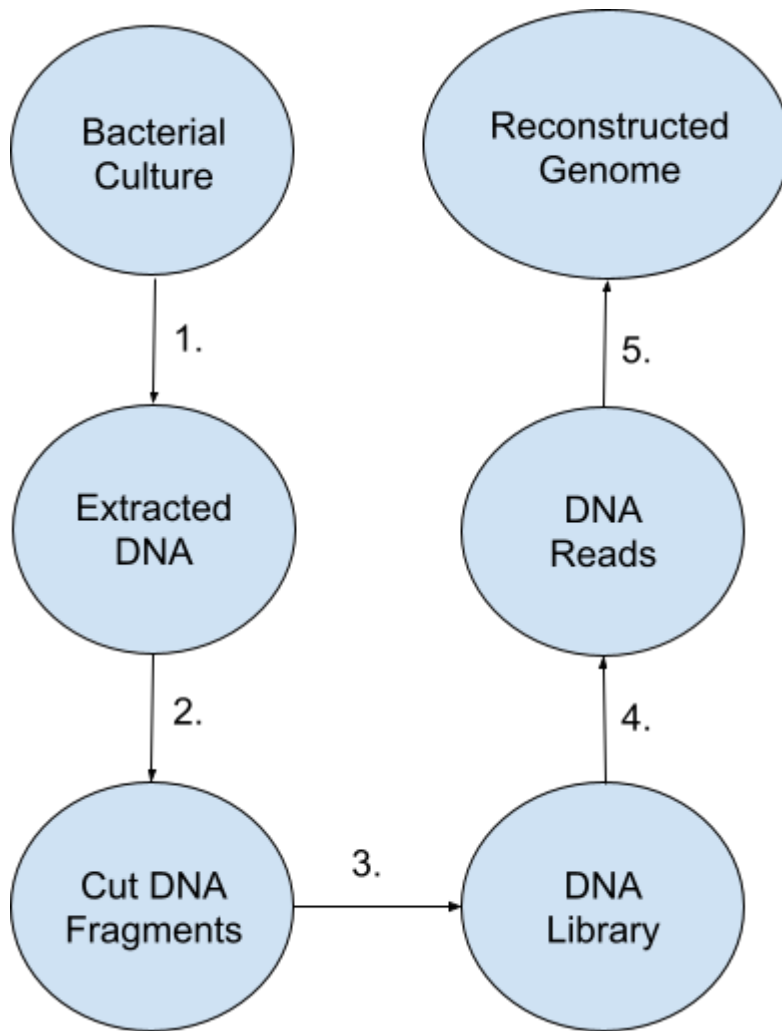 Bacterial
Culture
1.
Extracted
DNA
2.
Cut DNA
Fragments
3.
DNA
Library
4.
DNA
Reads
5.
Reconstructed
Genome